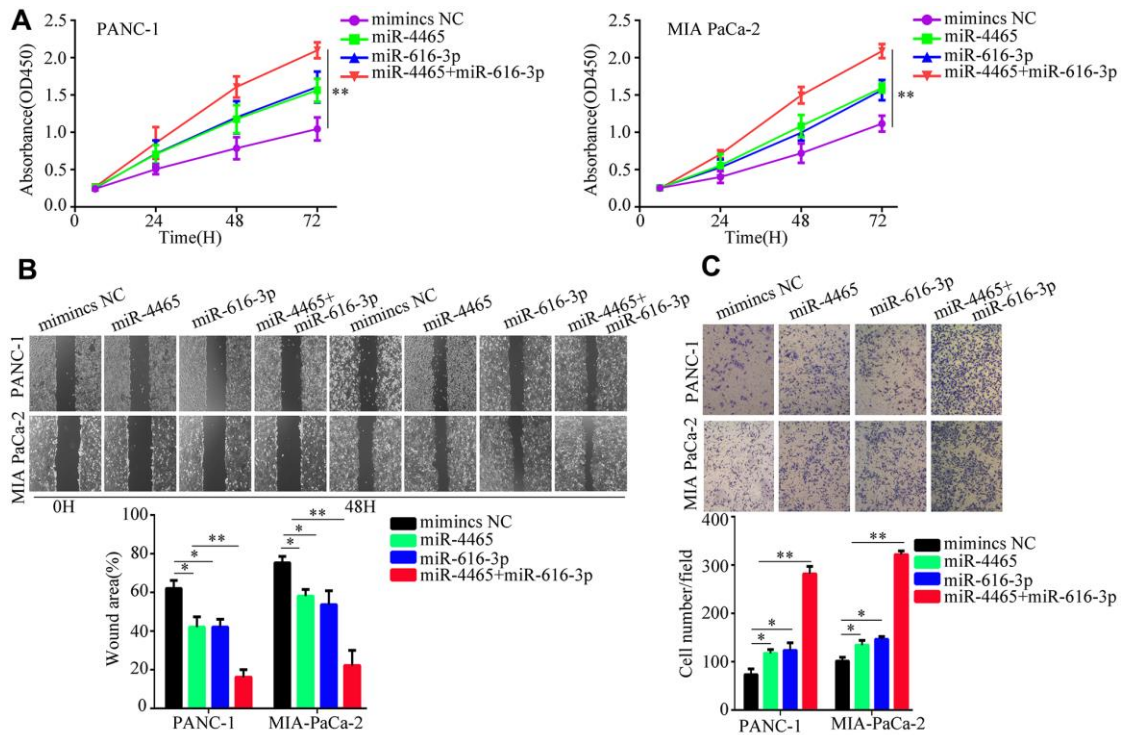 A
PANC-1
mimincs NC
miR-4465
miR-616-3p
miR-4465+miR-616-3p
**
Absorbance(OD450)
2.5
2.0
1.5
1.0
0.5
0
24
48
72
Time(H)
MIA PaCa-2
mimincs NC
miR-4465
miR-616-3p
miR-4465+miR-616-3p
**
Absorbance(OD450)
2.5
2.0
1.5
1.0
0.5
0
24
48
72
Time(H)
B
mimincs NC
miR-4465
miR-616-3p
miR-4465+
miR-616-3p
mimincs NC
miR-4465
miR-616-3p
miR-4465+
miR-616-3p
PANC-1
MIA PaCa-2
0H
48H
mimincs NC
miR-4465
miR-616-3p
miR-4465+miR-616-3p
Wound area(%)
80
60
40
20
0
**
*
*
**
*
*
PANC-1
MIA-PaCa-2
C
mimincs NC
miR-4465
miR-616-3p
miR-4465+
miR-616-3p
PANC-1
MIA PaCa-2
mimincs NC
miR-4465
miR-616-3p
miR-4465+miR-616-3p
Cell number/field
400
300
200
100
0
**
*
*
**
*
*
PANC-1
MIA-PaCa-2